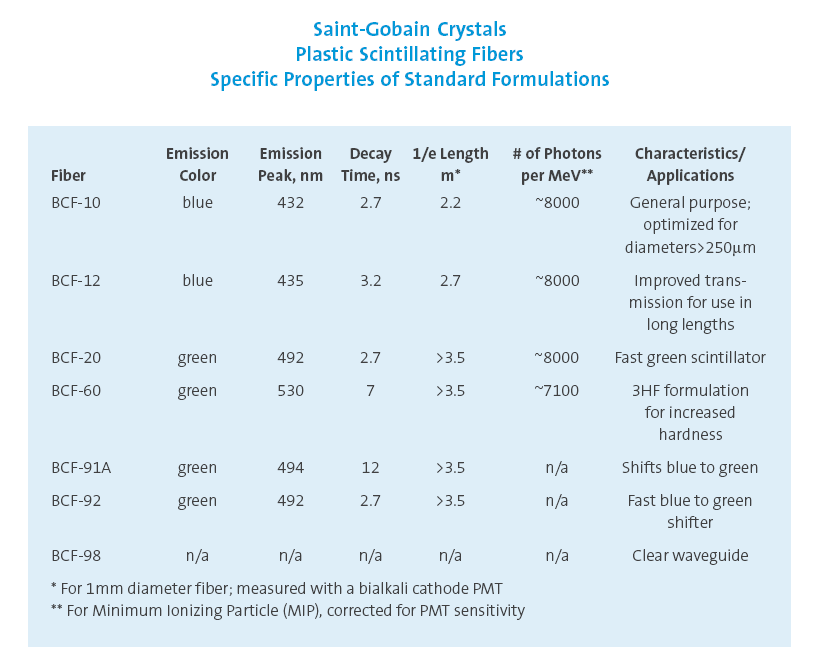 Saint-Gobain Crystals
Plastic Scintillating Fibers
Specific Properties of Standard Formulations
Emission Emission Decay 1/e Length # of Photons Characteristics/
Fiber Color Peak, nm Time, ns m* per MeV** Applications
BCF-10 blue 432 2.7 2.2 ~8000 General purpose;
optimized for
diameters>250µm
BCF-12 blue 435 3.2 2.7 ~8000 Improved trans-
mission for use in
long lengths
BCF-20 green 492 2.7 >3.5 ~8000 Fast green scintillator
BCF-60 green 530 7 >3.5 ~7100 3HF formulation
for increased
hardness
BCF-91A green 494 12 >3.5 n/a Shifts blue to green
BCF-92 green 492 2.7 >3.5 n/a Fast blue to green
shifter
BCF-98 n/a n/a n/a n/a n/a Clear waveguide
* For 1mm diameter fiber; measured with a bialkali cathode PMT
** For Minimum Ionizing Particle (MIP), corrected for PMT sensitivity